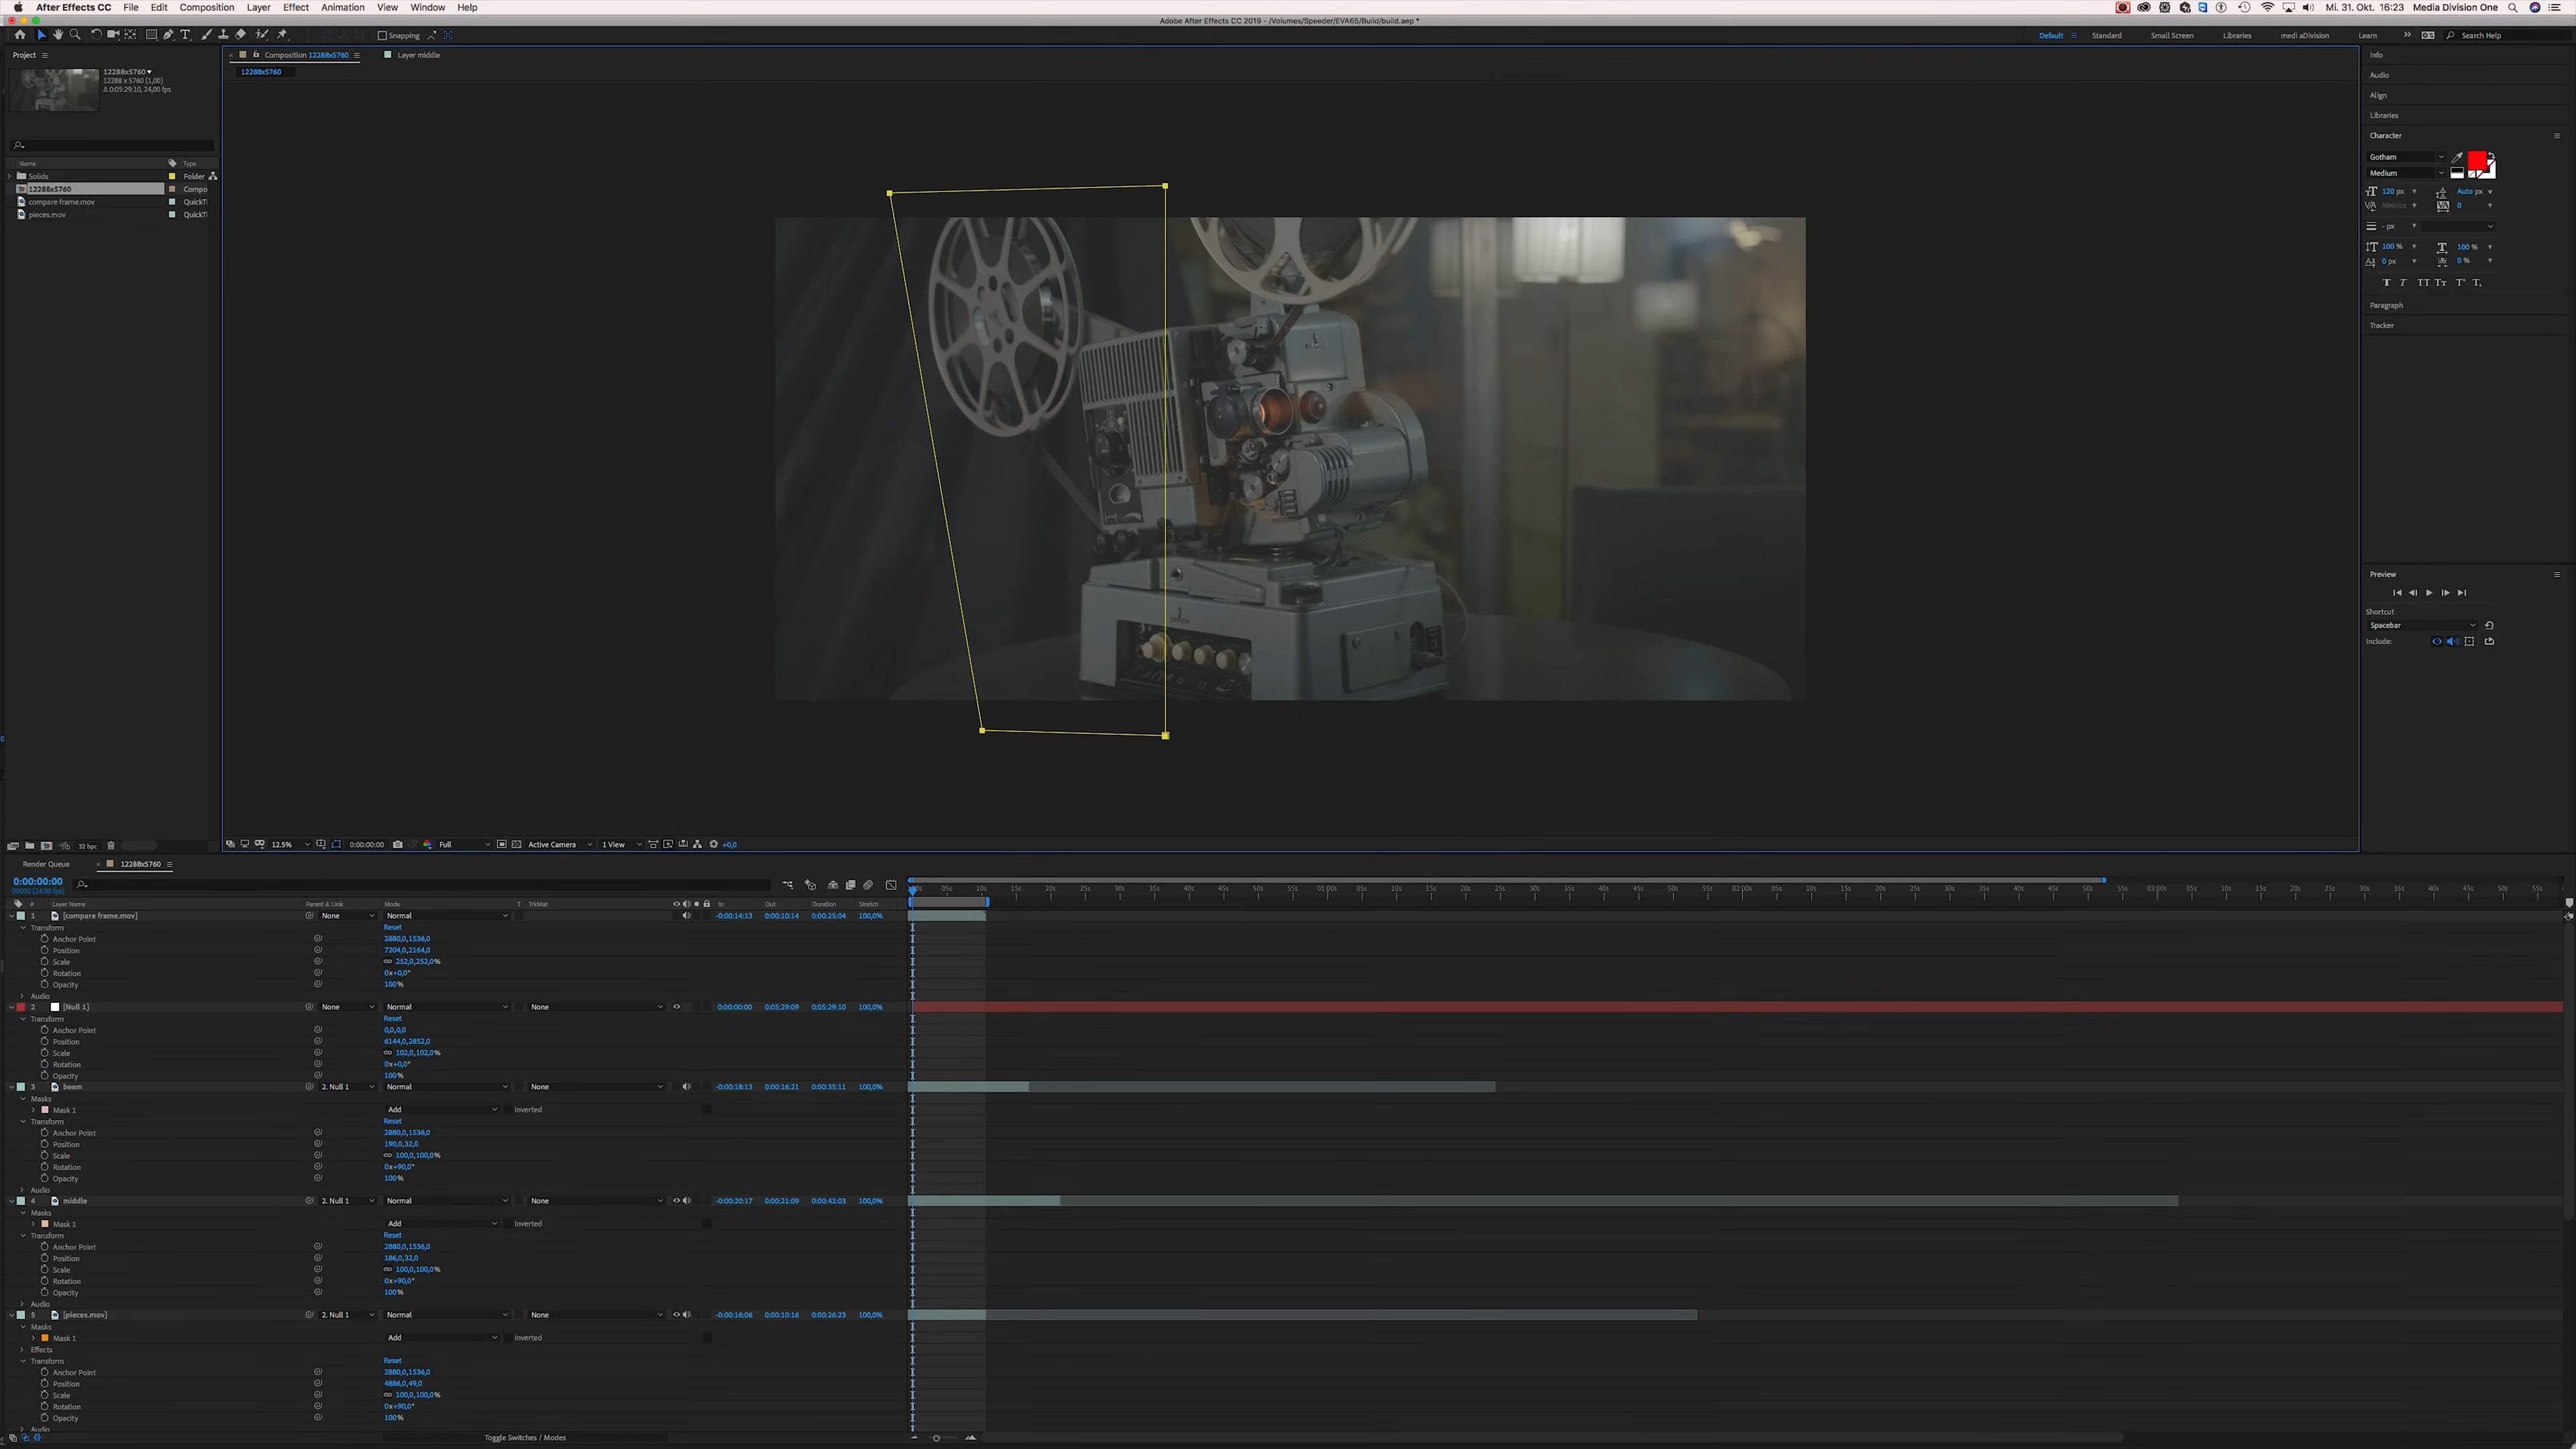 After Effects CC File Edit Composition Layer Effect Animation View Window Help Mi. 31. Okt. 16:23 Media Division One
Adobe After Effects CC 2019 - /Volumes/Speeder/EVA65/Build/build.aep *
Snapping Default Standard Small Screen Libraries medi aDivision Learn Search Help
Project
12288x5760
12288 x 5760 (1,00)
Δ 0:05:29:10, 24,00 fps
Name Type
Solids Folder
12288x5760 Compo
compare frame.mov QuickTi
pieces.mov QuickTi
32 bpc
Composition 12288x5760 Layer middle
12288x5760
12.5% 0:00:00:00 Full Active Camera 1 View +0,0
Info
Audio
Align
Libraries
Character
Gotham
Medium
120 px Auto px
Metrics 0
- px
100 % 100 %
0 px 0 %
Paragraph
Tracker
Preview
Shortcut
Spacebar
Include:
Render Queue 12288x5760
0:00:00:00
00000 (24.00 fps)
# Layer Name Parent & Link Mode T TrkMat In Out Duration Stretch
05s 10s 15s 20s 25s 30s 35s 40s 45s 50s 55s 01:00s 05s 10s 15s 20s 25s 30s 35s 40s 45s 50s 55s 02:00s 05s 10s 15s 20s 25s 30s 35s 40s 45s 50s 55s 03:00s 05s 10s 15s 20s 25s 30s 35s 40s 45s 50s 55s
1 [compare frame.mov] None Normal -0:00:14:13 0:00:10:14 0:00:25:04 100,0%
Transform Reset
Anchor Point 2880,0,1536,0
Position 7204,0,2164,0
Scale 252,0,252,0%
Rotation 0x+0,0°
Opacity 100%
Audio
2 [Null 1] None Normal None 0:00:00:00 0:05:29:09 0:05:29:10 100,0%
Transform Reset
Anchor Point 0,0,0,0
Position 6144,0,2852,0
Scale 102,0,102,0%
Rotation 0x+0,0°
Opacity 100%
3 beam 2. Null 1 Normal None -0:00:18:13 0:00:16:21 0:00:35:11 100,0%
Masks
Mask 1 Add Inverted
Transform Reset
Anchor Point 2880,0,1536,0
Position 190,0,32,0
Scale 100,0,100,0%
Rotation 0x+90,0°
Opacity 100%
Audio
4 middle 2. Null 1 Normal None -0:00:20:17 0:00:21:09 0:00:42:03 100,0%
Masks
Mask 1 Add Inverted
Transform Reset
Anchor Point 2880,0,1536,0
Position 186,0,32,0
Scale 100,0,100,0%
Rotation 0x+90,0°
Opacity 100%
Audio
5 [pieces.mov] 2. Null 1 Normal None -0:00:16:06 0:00:10:16 0:00:26:23 100,0%
Masks
Mask 1 Add Inverted
Effects
Transform Reset
Anchor Point 2880,0,1536,0
Position 4886,0,49,0
Scale 100,0,100,0%
Rotation 0x+90,0°
Opacity 100%
Audio
Toggle Switches / Modes